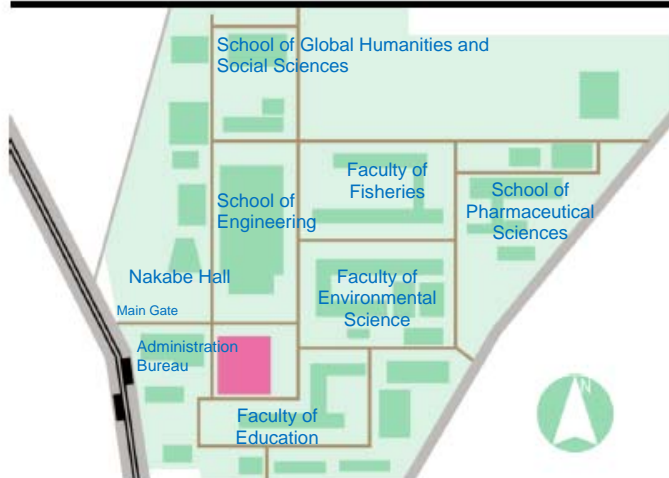 School of Global Humanities and
Social Sciences
Faculty of
Fisheries
School of
Engineering
School of
Pharmaceutical
Sciences
Nakabe Hall
Faculty of
Environmental
Science
Main Gate
Administration
Bureau
Faculty of
Education
N